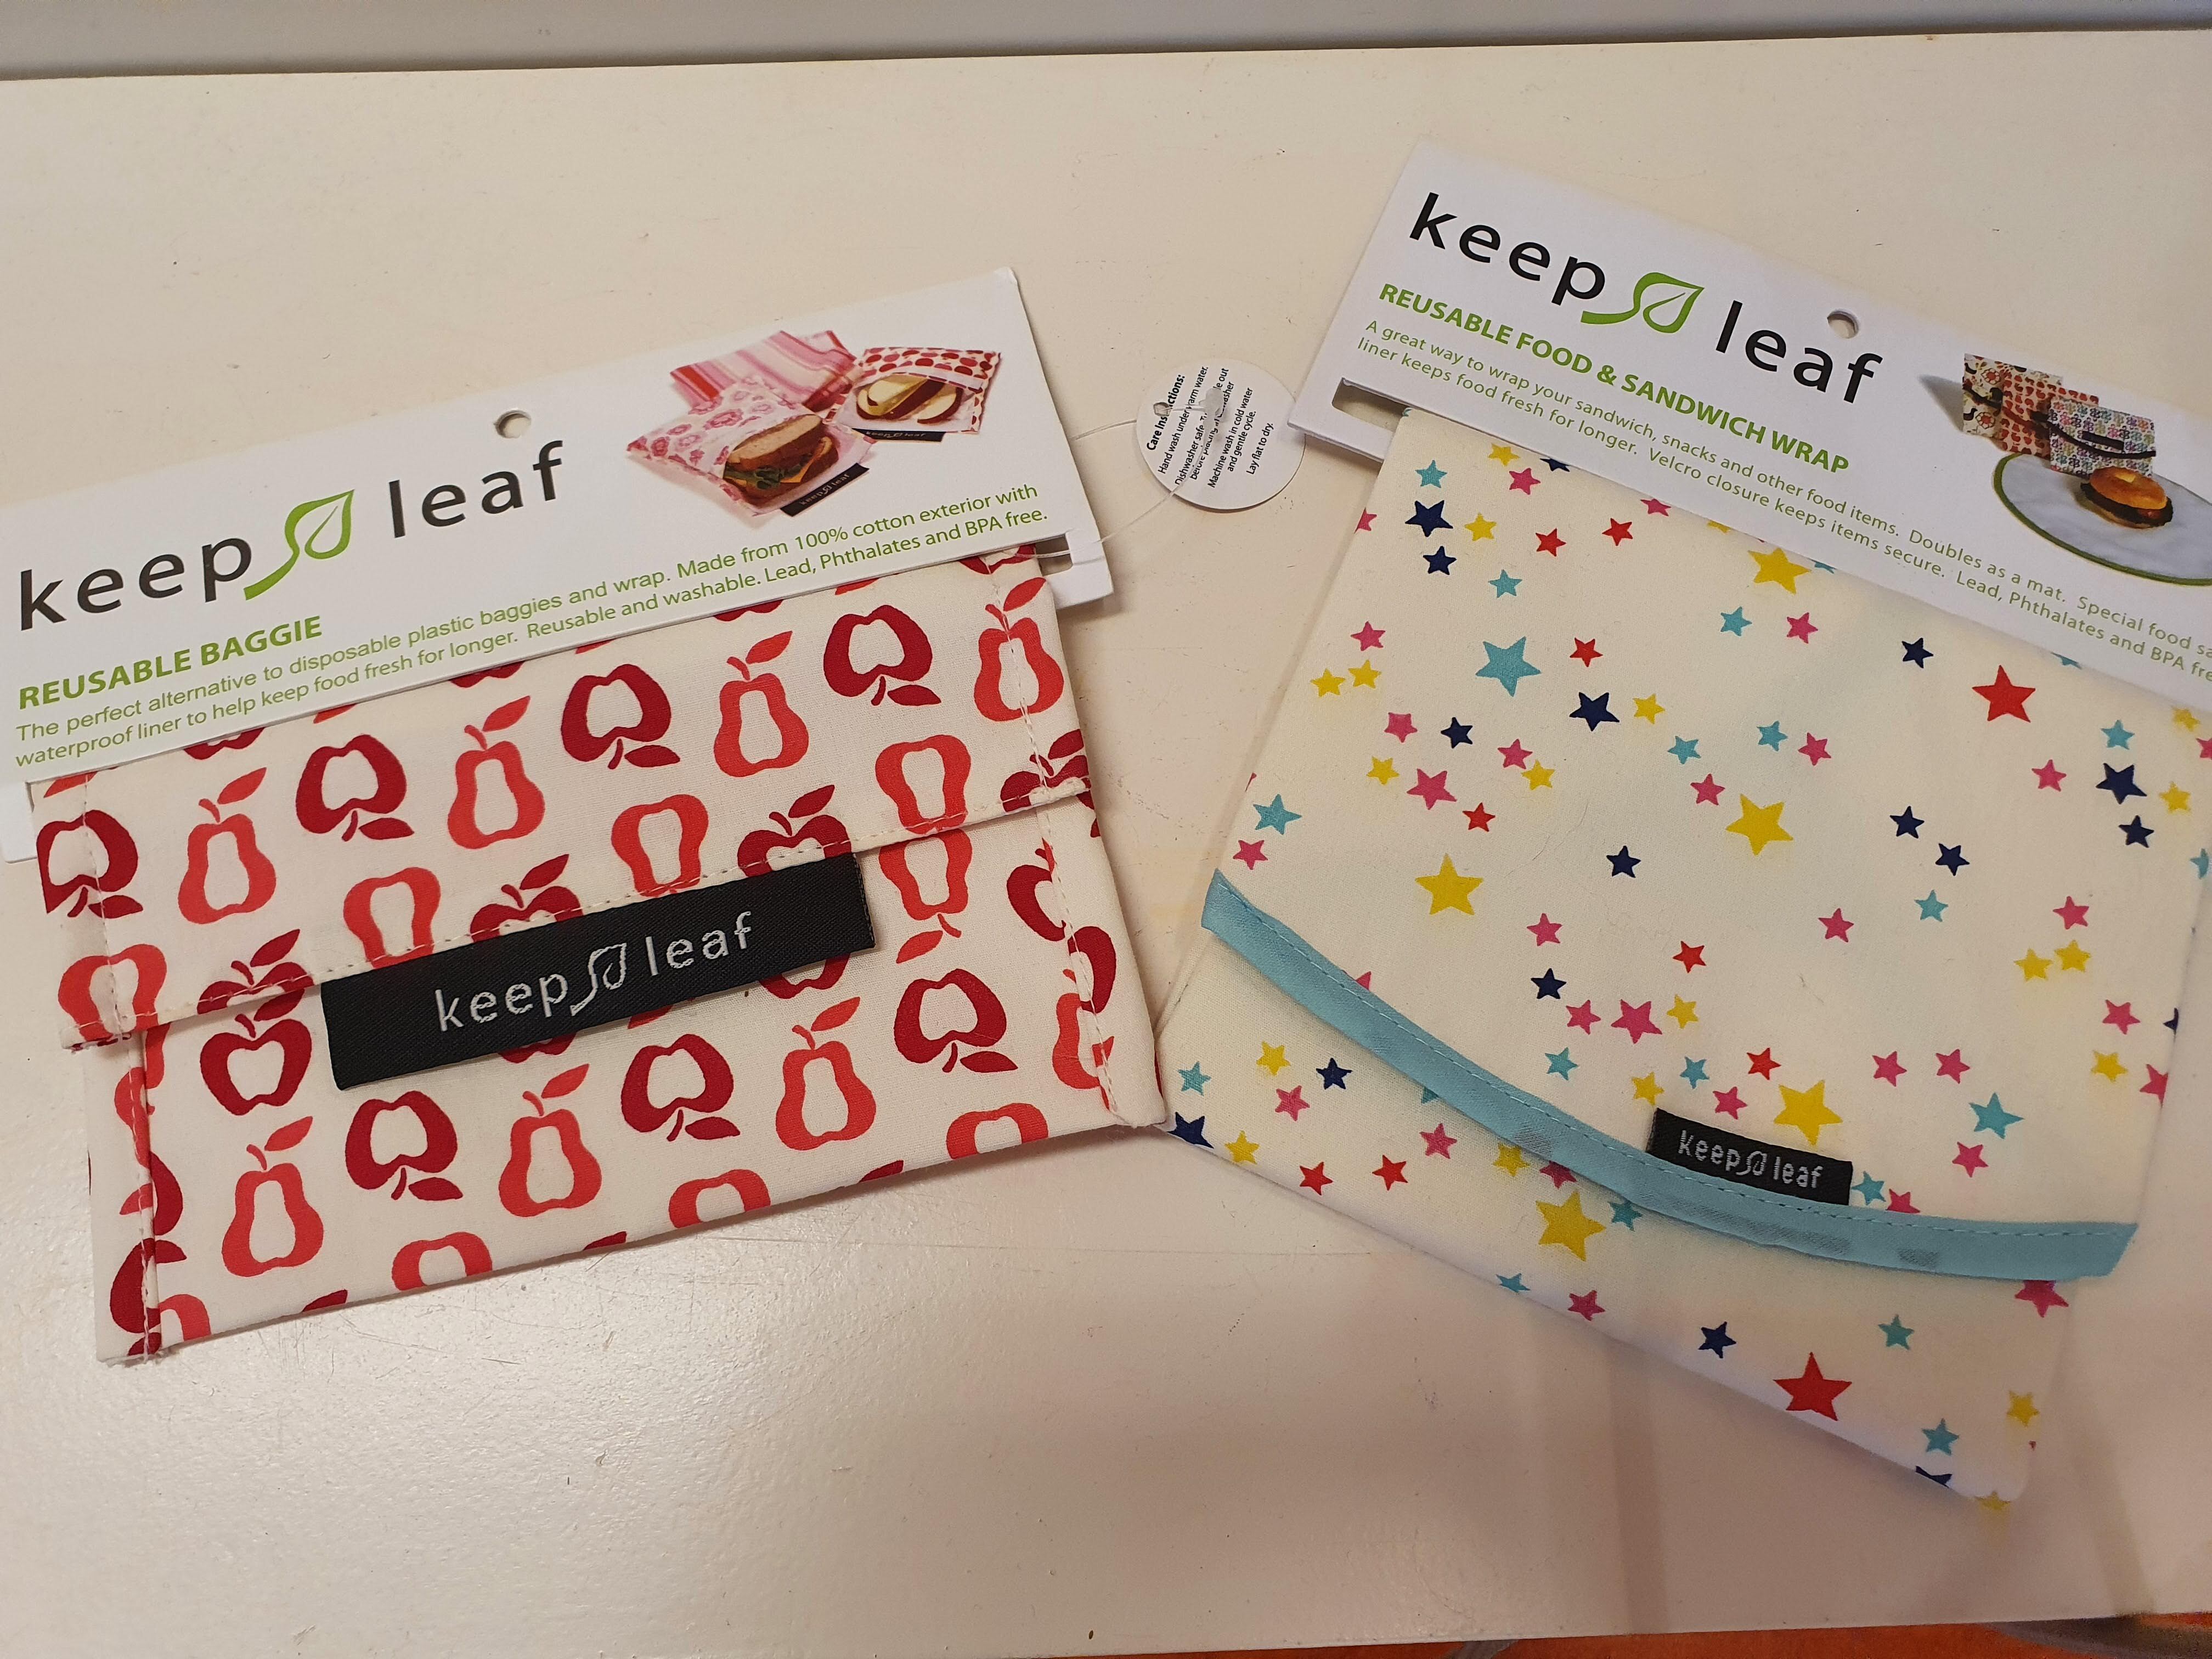 keep leaf
REUSABLE BAGGIE
The perfect alternative to disposable plastic baggies and wrap. Made from 100% cotton exterior with
waterproof liner to help keep food fresh for longer. Reusable and washable. Lead, Phthalates and BPA free.
keep leaf
keep leaf
keep leaf
Care
Hand wash under warm water.
Dishwasher safe. out
before
Machine wash in cold water
and gentle cycle.
Lay flat to dry.
keep leaf
REUSABLE FOOD & SANDWICH WRAP
A great way to wrap your sandwich, snacks and other food items. Doubles as a mat. Special food
liner keeps food fresh for longer. Velcro closure keeps items secure. Lead, Phthalates and BPA
keep leaf